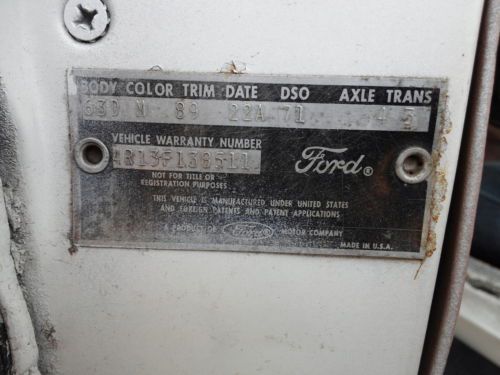 BODY COLOR TRIM DATE DSO AXLE TRANS
63D M 89 22A 71 4 5
VEHICLE WARRANTY NUMBER
Ford®
NOT FOR TITLE OR
REGISTRATION PURPOSES
THIS VEHICLE IS MANUFACTURED UNDER UNITED STATES
AND FOREIGN PATENTS AND PATENT APPLICATIONS
A PRODUCT OF Ford® MOTOR COMPANY
MADE IN U.S.A.